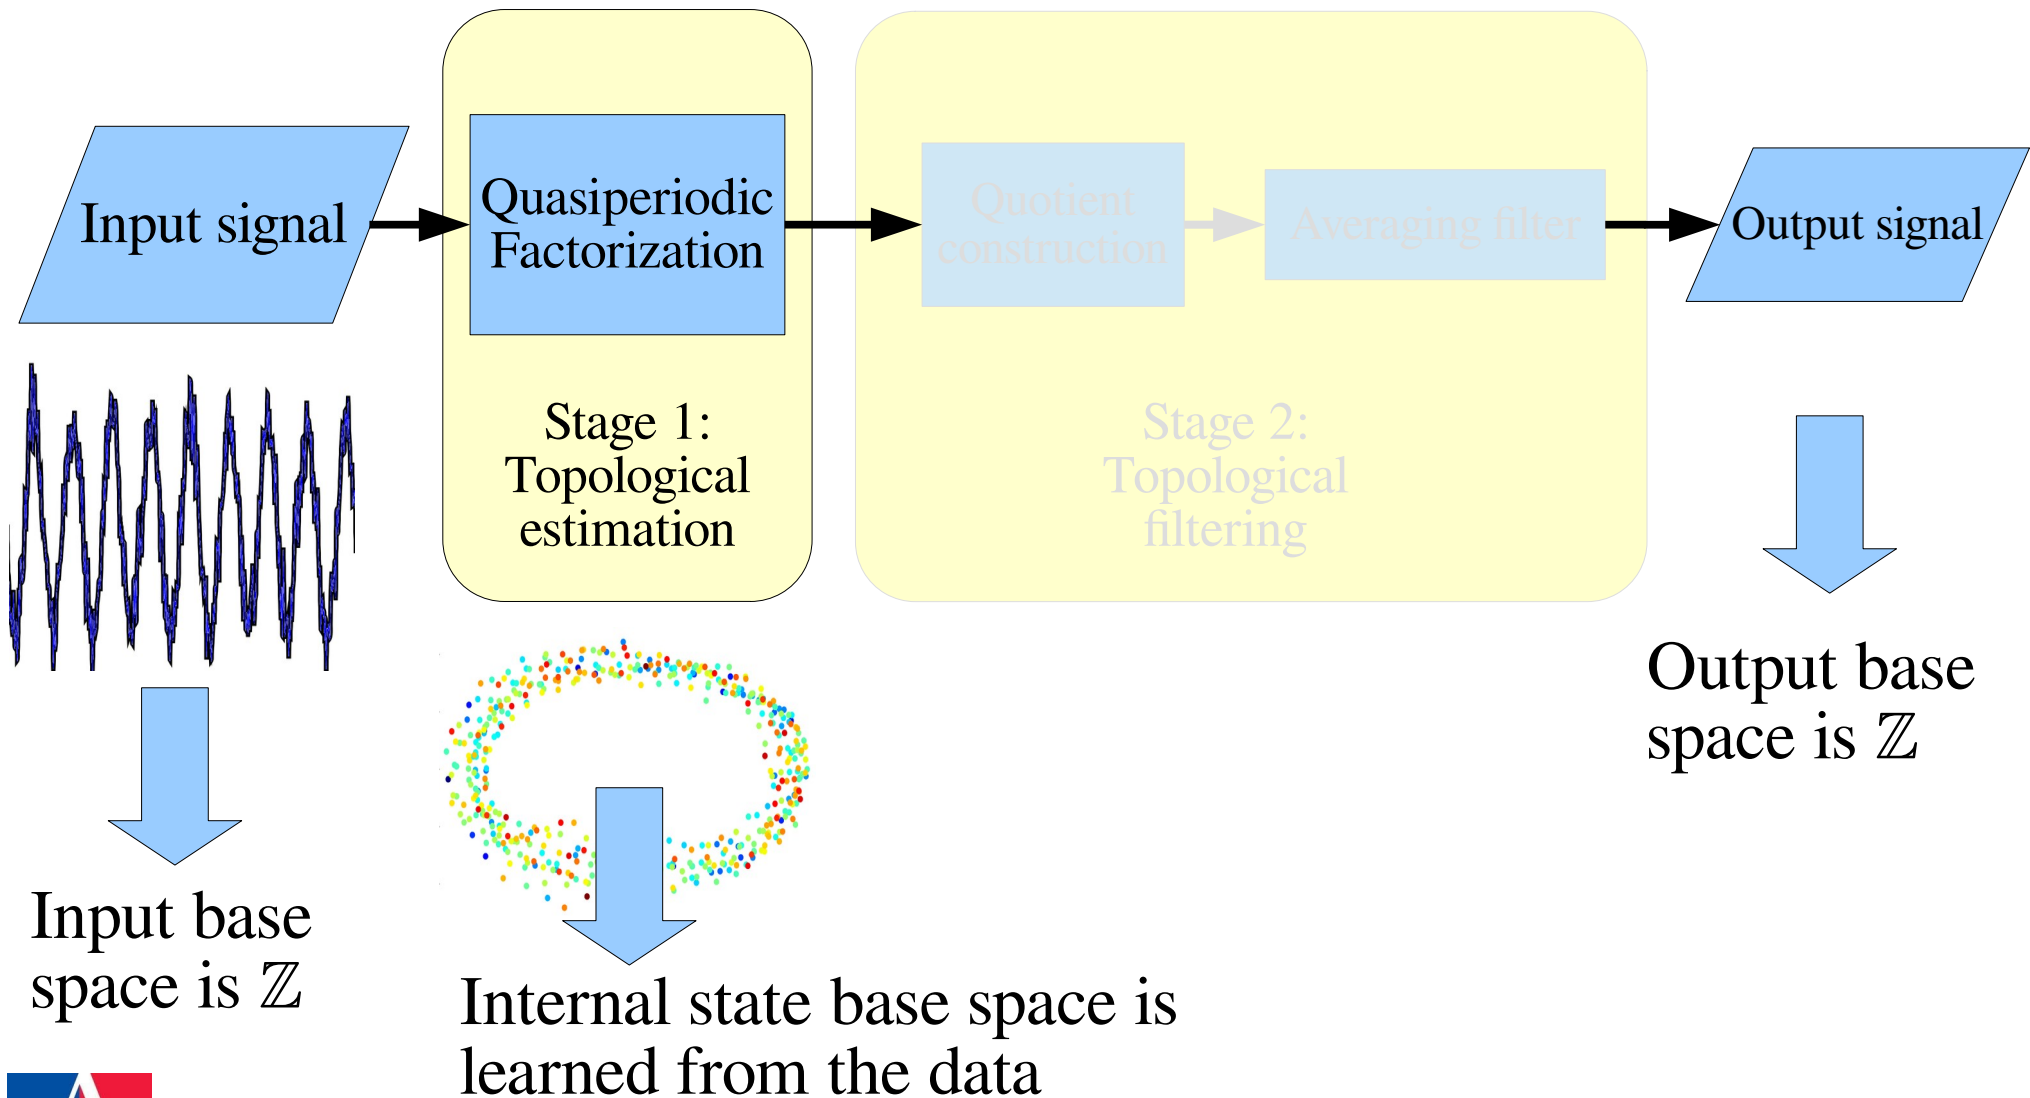 Input signal
Quasiperiodic
Factorization
Quotient
construction
Averaging filter
Output signal
Stage 1:
Topological
estimation
Stage 2:
Topological
filtering
Input base
space is ℤ
Internal state base space is
learned from the data
Output base
space is ℤ